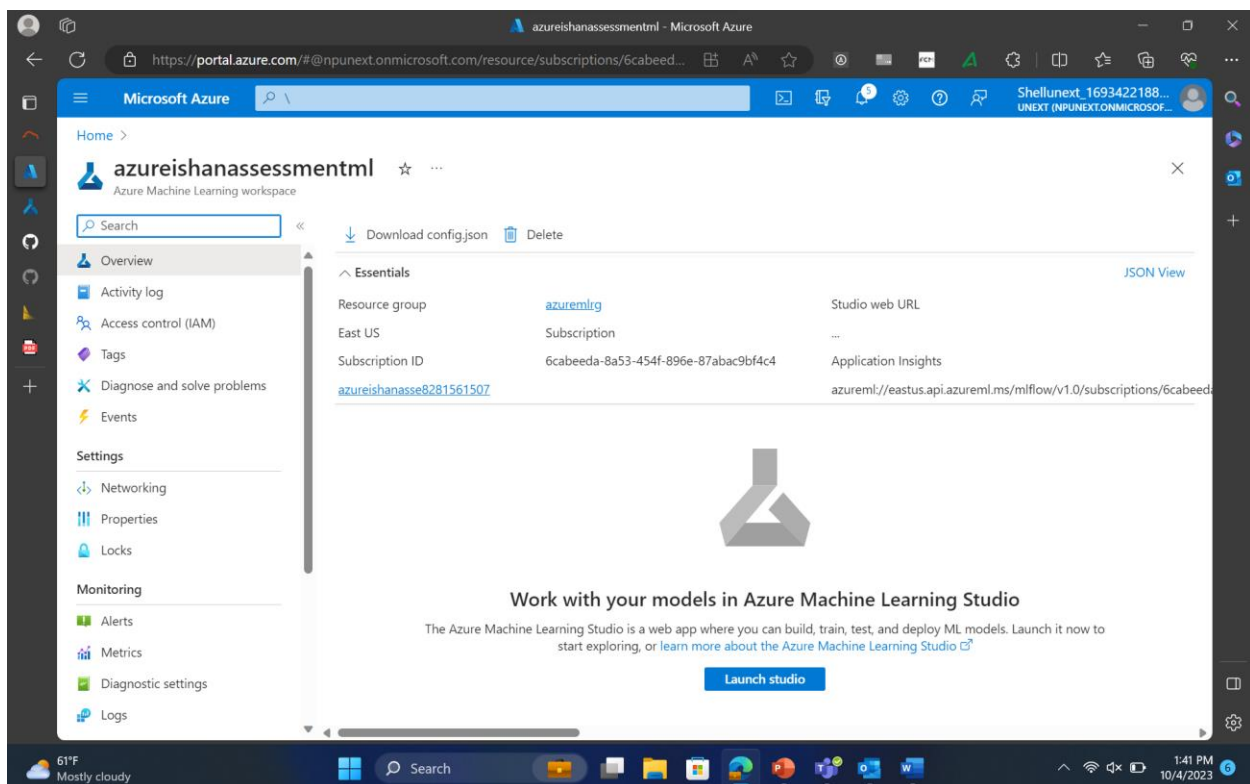 azureishanassessmentml - Microsoft Azure
https://portal.azure.com/#@npunext.onmicrosoft.com/resource/subscriptions/6cabeed...
Microsoft Azure
\
5
Shellunext_1693422188...
UNEXT (NPUNEXT.ONMICROSOF...
Home >
azureishanassessmentml
...
Azure Machine Learning workspace
Search
«
Download config.json
Delete
Overview
Activity log
Access control (IAM)
Tags
Diagnose and solve problems
Events
Settings
Networking
Properties
Locks
Monitoring
Alerts
Metrics
Diagnostic settings
Logs
Essentials
JSON View
Resource group
azuremlrg
Studio web URL
East US
Subscription
...
Subscription ID
6cabeeda-8a53-454f-896e-87abac9bf4c4
Application Insights
azureishanasse8281561507
azureml://eastus.api.azureml.ms/mlflow/v1.0/subscriptions/6cabeeda
Work with your models in Azure Machine Learning Studio
The Azure Machine Learning Studio is a web app where you can build, train, test, and deploy ML models. Launch it now to
start exploring, or learn more about the Azure Machine Learning Studio
Launch studio
61°F
Mostly cloudy
Search
1:41 PM
10/4/2023
6